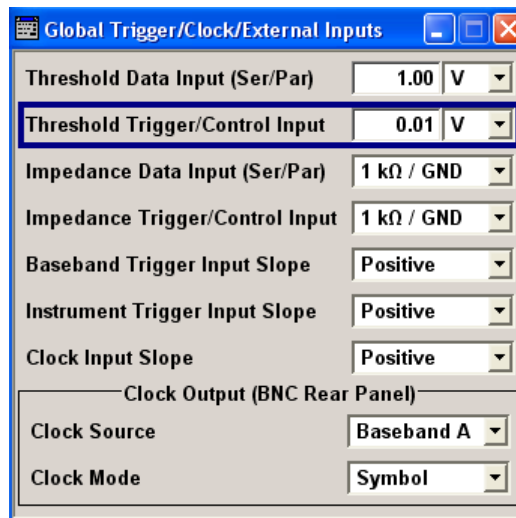 Global Trigger/Clock/External Inputs
Threshold Data Input (Ser/Par) 1.00 V
Threshold Trigger/Control Input 0.01 V
Impedance Data Input (Ser/Par) 1 kΩ / GND
Impedance Trigger/Control Input 1 kΩ / GND
Baseband Trigger Input Slope Positive
Instrument Trigger Input Slope Positive
Clock Input Slope Positive
Clock Output (BNC Rear Panel)
Clock Source Baseband A
Clock Mode Symbol